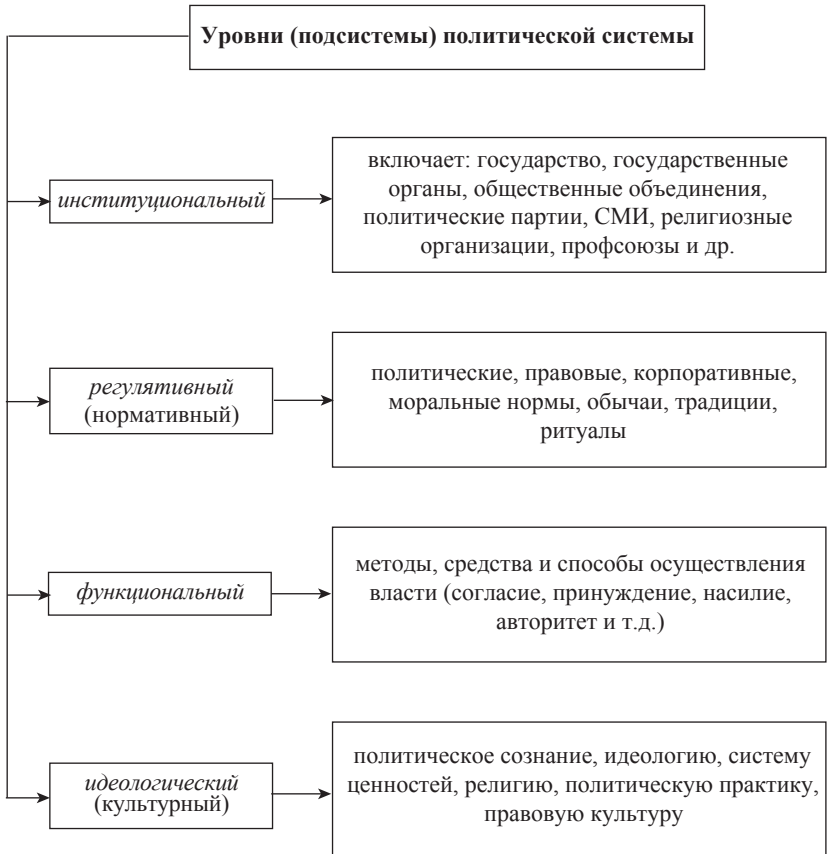 Уровни (подсистемы) политической системы
институциональный
включает: государство, государственные
органы, общественные объединения,
политические партии, СМИ, религиозные
организации, профсоюзы и др.
регулятивный
(нормативный)
политические, правовые, корпоративные,
моральные нормы, обычаи, традиции,
ритуалы
функциональный
методы, средства и способы осуществления
власти (согласие, принуждение, насилие,
авторитет и т.д.)
идеологический
(культурный)
политическое сознание, идеологию, систему
ценностей, религию, политическую практику,
правовую культуру